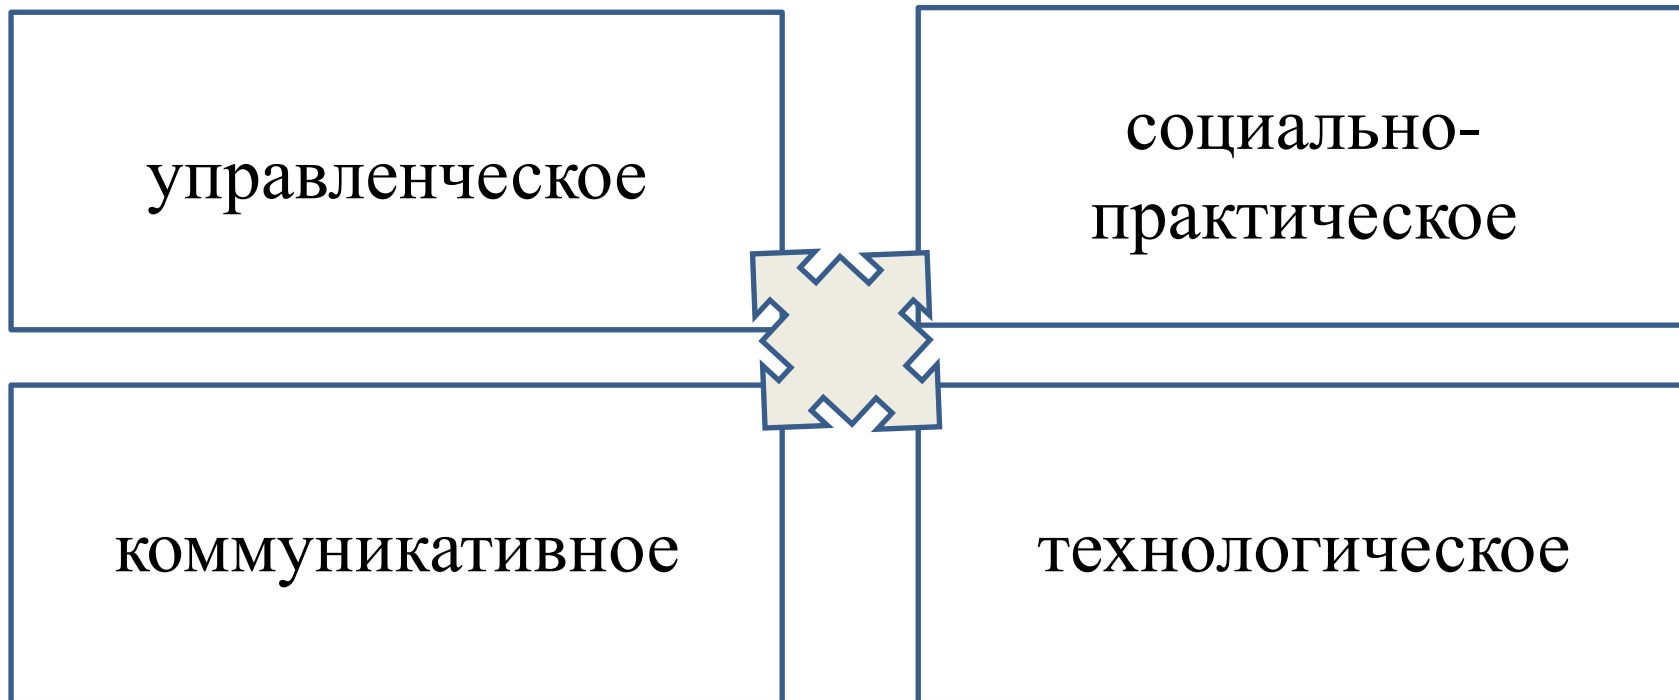 управленческое
социально-
практическое
коммуникативное
технологическое